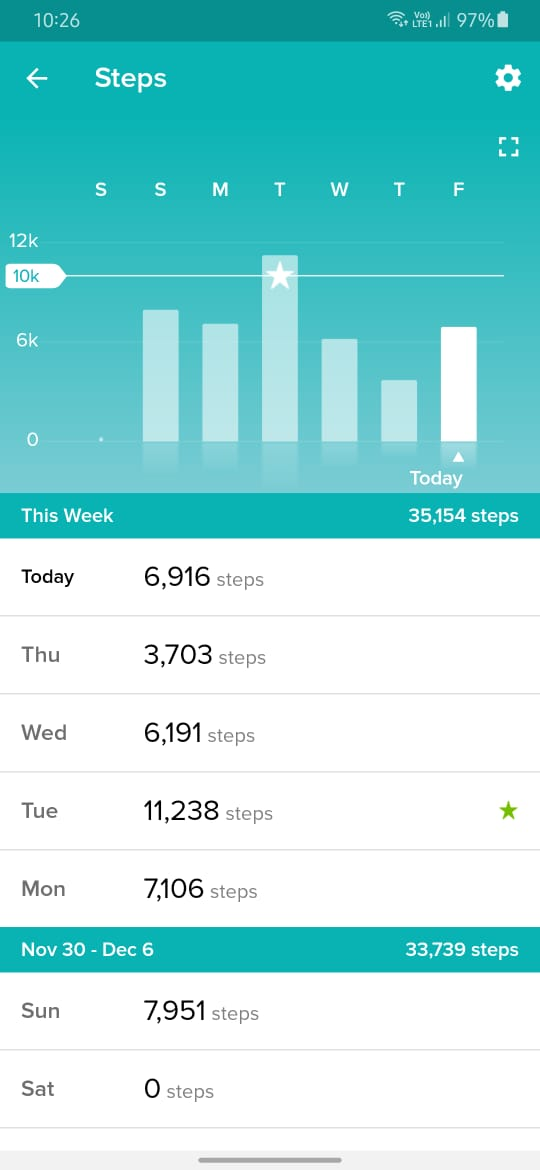 10:26 Vo)) LTE1 97%
Steps
S S M T W T F
12k
10k
6k
0
Today
This Week 35,154 steps
Today 6,916 steps
Thu 3,703 steps
Wed 6,191 steps
Tue 11,238 steps
Mon 7,106 steps
Nov 30 - Dec 6 33,739 steps
Sun 7,951 steps
Sat 0 steps